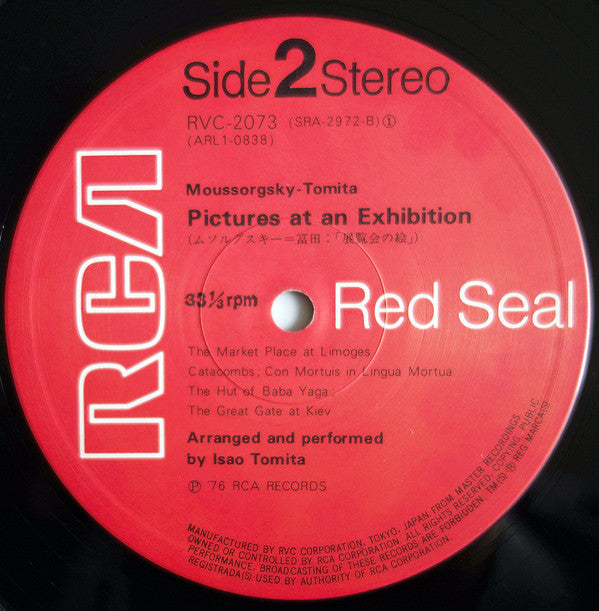 Side 2 Stereo
RVC-2073 (SRA-2972-B) ①
(ARL1-0838)
Moussorgsky-Tomita
Pictures at an Exhibition
(ムソルグスキー＝冨田：「展覧会の絵」)
RCA
33⅓rpm
Red Seal
The Market Place at Limoges
Catacombs; Con Mortuis in Lingua Mortua
The Hut of Baba Yaga;
The Great Gate at Kiev
Arranged and performed
by Isao Tomita
Ⓟ '76 RCA RECORDS
MANUFACTURED BY RVC CORPORATION, TOKYO, JAPAN, FROM MASTER RECORDINGS
OWNED OR CONTROLLED BY RCA CORPORATION. ALL RIGHTS RESERVED, COPYING, PUBLIC
PERFORMANCE, BROADCASTING OF THESE RECORDS ARE FORBIDDEN. TM(S) ® REG MARCA(S)
REGISTRADA(S) USED BY AUTHORITY OF RCA CORPORATION.